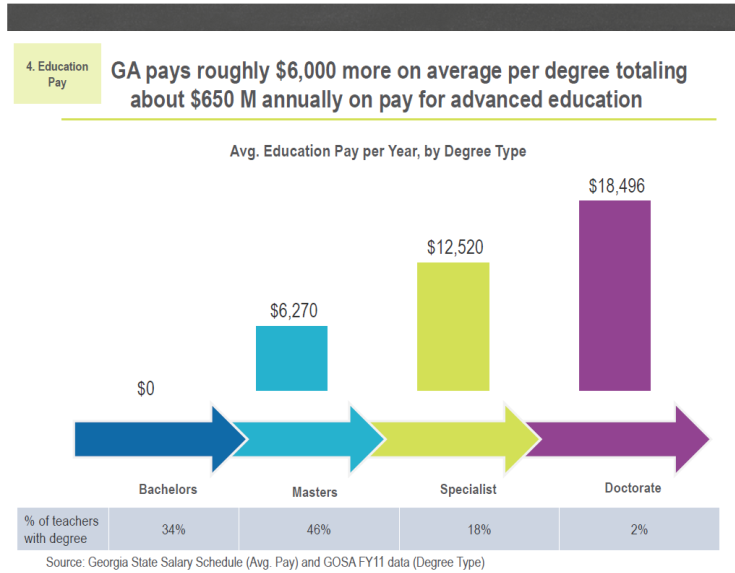 4. Education
Pay
GA pays roughly $6,000 more on average per degree totaling
about $650 M annually on pay for advanced education
Avg. Education Pay per Year, by Degree Type
$18,496
$12,520
$6,270
$0
Bachelors
Masters
Specialist
Doctorate
% of teachers
with degree
34%
46%
18%
2%
Source: Georgia State Salary Schedule (Avg. Pay) and GOSA FY11 data (Degree Type)